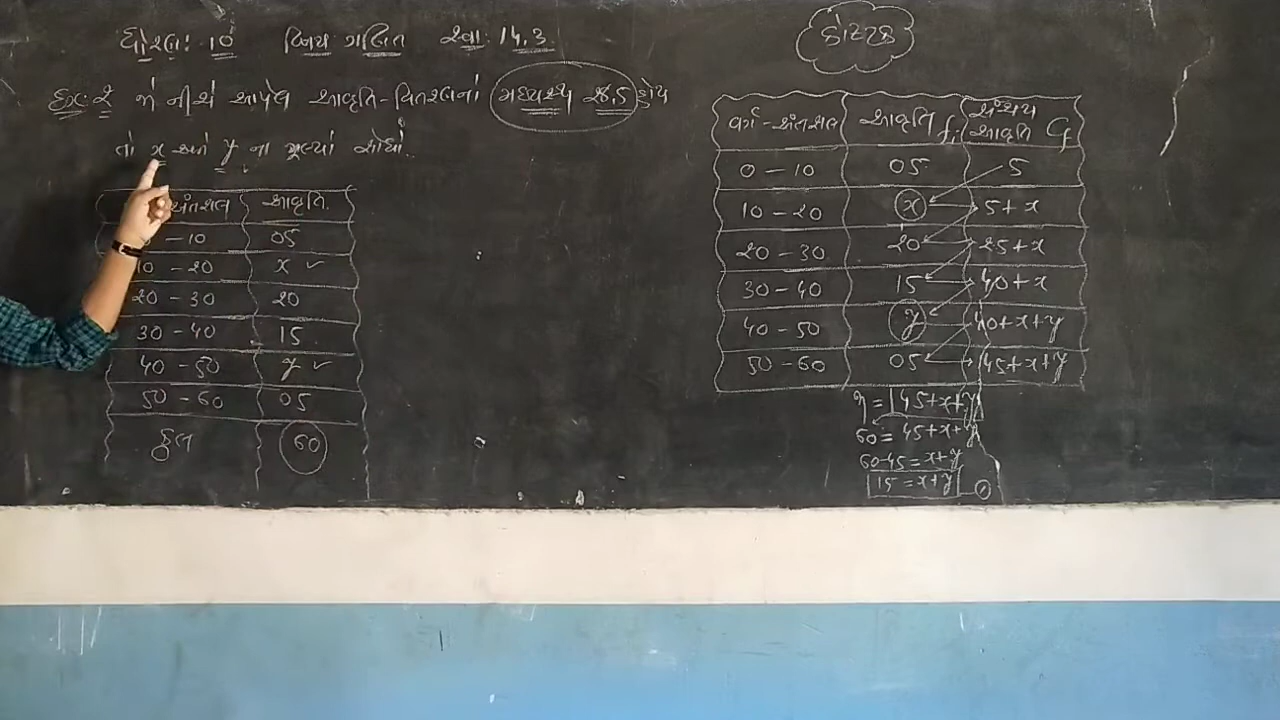 ધોરણ: 10 વિષય ગણિત સ્વા: 14.3
Ex: 2 જો નીચે આપેલ આવૃતિ-વિતરણનો મધ્યસ્થ 28.5 હોય
તો x અને y ના મૂલ્યો શોધો.
અંતરાલ આવૃતિ.
-10 05
10 - 20 x ✓
20 - 30 20
30 - 40 15
40 - 50 y ✓
50 - 60 05
કુલ 60
કોષ્ટક
વર્ગ-અંતરાલ આવૃતિ fi સંચય આવૃતિ Cf
0 - 10 05 5
10 - 20 x 5+x
20 - 30 20 25+x
30 - 40 15 40+x
40 - 50 y 40+x+y
50 - 60 05 45+x+y
η = 45+x+y
60 = 45+x+y
60-45 = x+y
15 = x+y ①